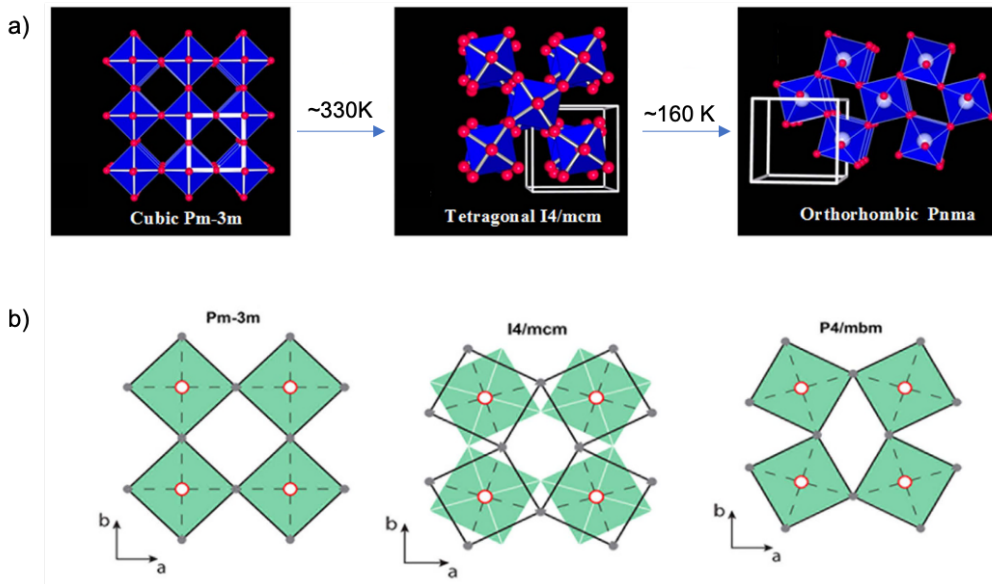 a)
~330K
~160 K
Cubic Pm-3m
Tetragonal I4/mcm
Orthorhombic Pnma
b)
Pm-3m
I4/mcm
P4/mbm
b
a
b
a
b
a